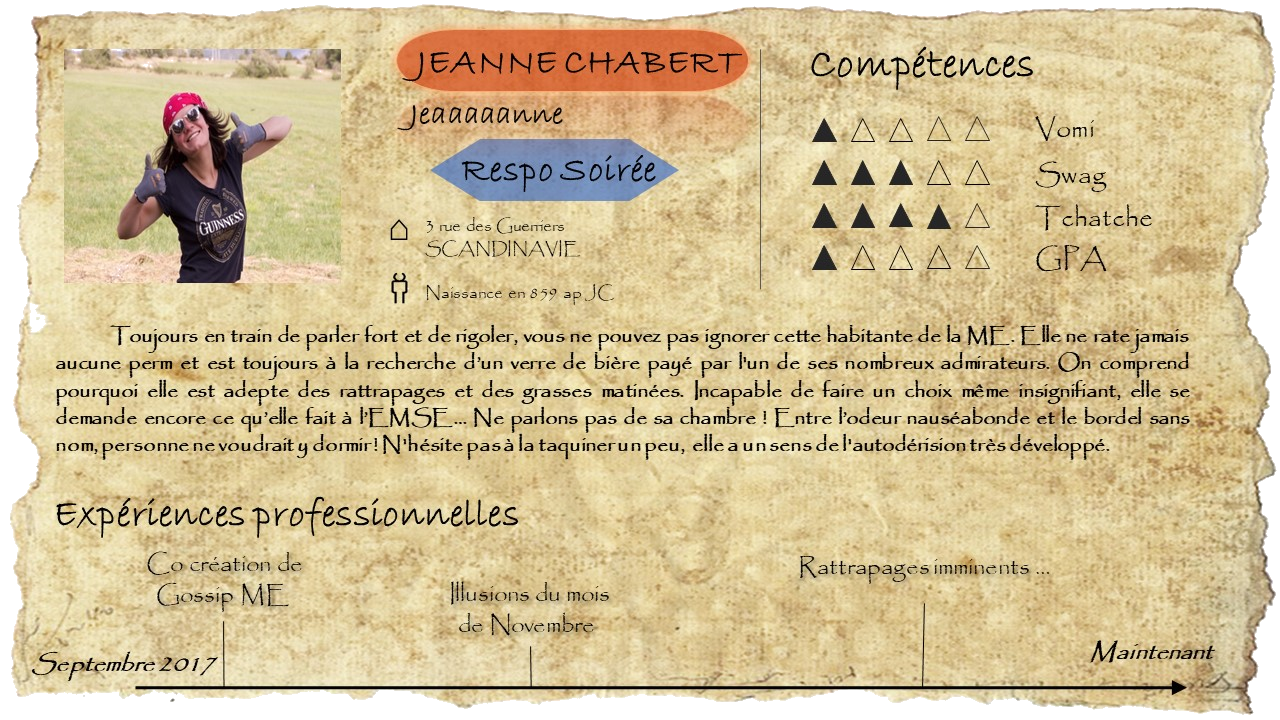 JEANNE CHABERT
Jeaaaaanne
Respo Soirée
3 rue des Guerriers
SCANDINAVIE
Naissance en 859 ap JC
GUINNESS
Compétences
Vomi
Swag
Tchatche
GPA
Toujours en train de parler fort et de rigoler, vous ne pouvez pas ignorer cette habitante de la ME. Elle ne rate jamais
aucune perm et est toujours à la recherche d'un verre de bière payé par l'un de ses nombreux admirateurs. On comprend
pourquoi elle est adepte des rattrapages et des grasses matinées. Incapable de faire un choix même insignifiant, elle se
demande encore ce qu'elle fait à l'EMSE... Ne parlons pas de sa chambre ! Entre l'odeur nauséabonde et le bordel sans
nom, personne ne voudrait y dormir ! N'hésite pas à la taquiner un peu, elle a un sens de l'autodérision très développé.
Expériences professionnelles
Co création de
Gossip ME
Illusions du mois
de Novembre
Rattrapages imminents ...
Septembre 2017
Maintenant